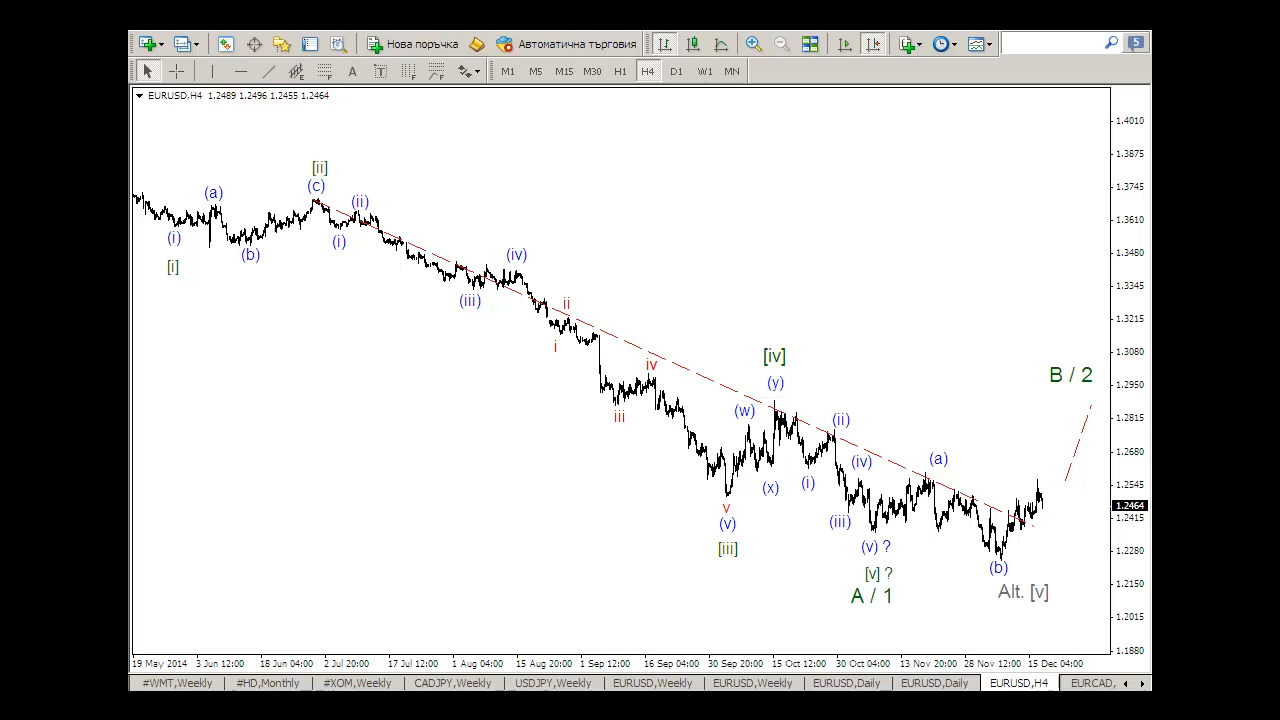 Нова поръчка Автоматична търговия 5
A T F F F
M1 M5 M15 M30 H1 H4 D1 W1 MN
EURUSD,H4 1.2489 1.2496 1.2455 1.2464
1.4010
1.3875
1.3745
1.3610
1.3480
1.3345
1.3215
1.3080
1.2950
1.2815
1.2680
1.2545
1.2464
1.2415
1.2280
1.2150
1.2015
1.1880
[ii]
(a) (c) (ii)
(i) (b) (i)
[i]
(iv)
(iii)
ii
i
iv
iii
[iv]
(y)
B / 2
(w)
(ii)
(iv) (a)
(x) (i)
v
(v) (iii)
[iii] (v) ?
[v] ? (b)
A / 1 Alt. [v]
19 May 2014 3 Jun 12:00 18 Jun 04:00 2 Jul 20:00 17 Jul 12:00 1 Aug 04:00 15 Aug 20:00 1 Sep 12:00 16 Sep 04:00 30 Sep 20:00 15 Oct 12:00 30 Oct 04:00 13 Nov 20:00 28 Nov 12:00 15 Dec 04:00
#WMT,Weekly #HD,Monthly #XOM,Weekly CADJPY,Weekly USDJPY,Weekly EURUSD,Weekly EURUSD,Weekly EURUSD,Daily EURUSD,Daily EURUSD,H4 EURCAD,